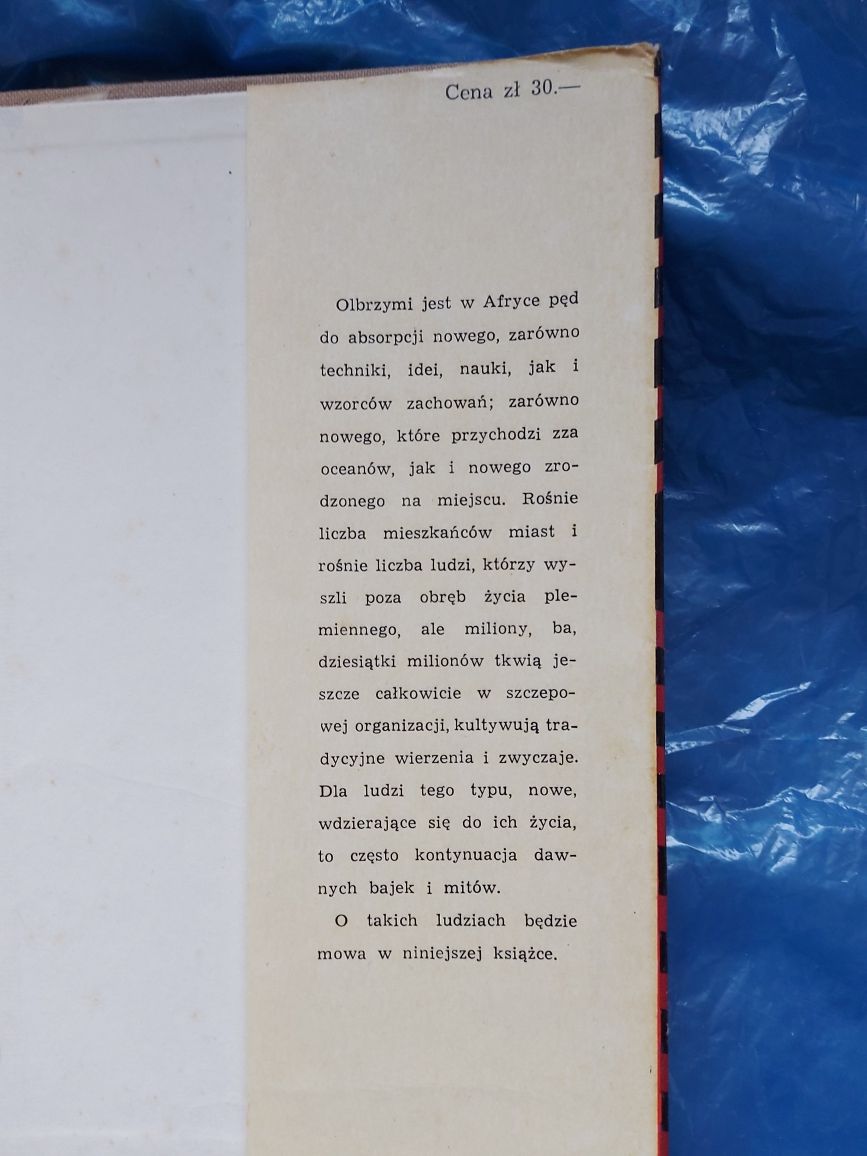 Cena zł 30.—
Olbrzymi jest w Afryce pęd
do absorpcji nowego, zarówno
techniki, idei, nauki, jak i
wzorców zachowań; zarówno
nowego, które przychodzi zza
oceanów, jak i nowego zro-
dzonego na miejscu. Rośnie
liczba mieszkańców miast i
rośnie liczba ludzi, którzy wy-
szli poza obręb życia ple-
miennego, ale miliony, ba,
dziesiątki milionów tkwią je-
szcze całkowicie w szczepo-
wej organizacji, kultywują tra-
dycyjne wierzenia i zwyczaje.
Dla ludzi tego typu, nowe,
wdzierające się do ich życia,
to często kontynuacja daw-
nych bajek i mitów.
O takich ludziach będzie
mowa w niniejszej książce.